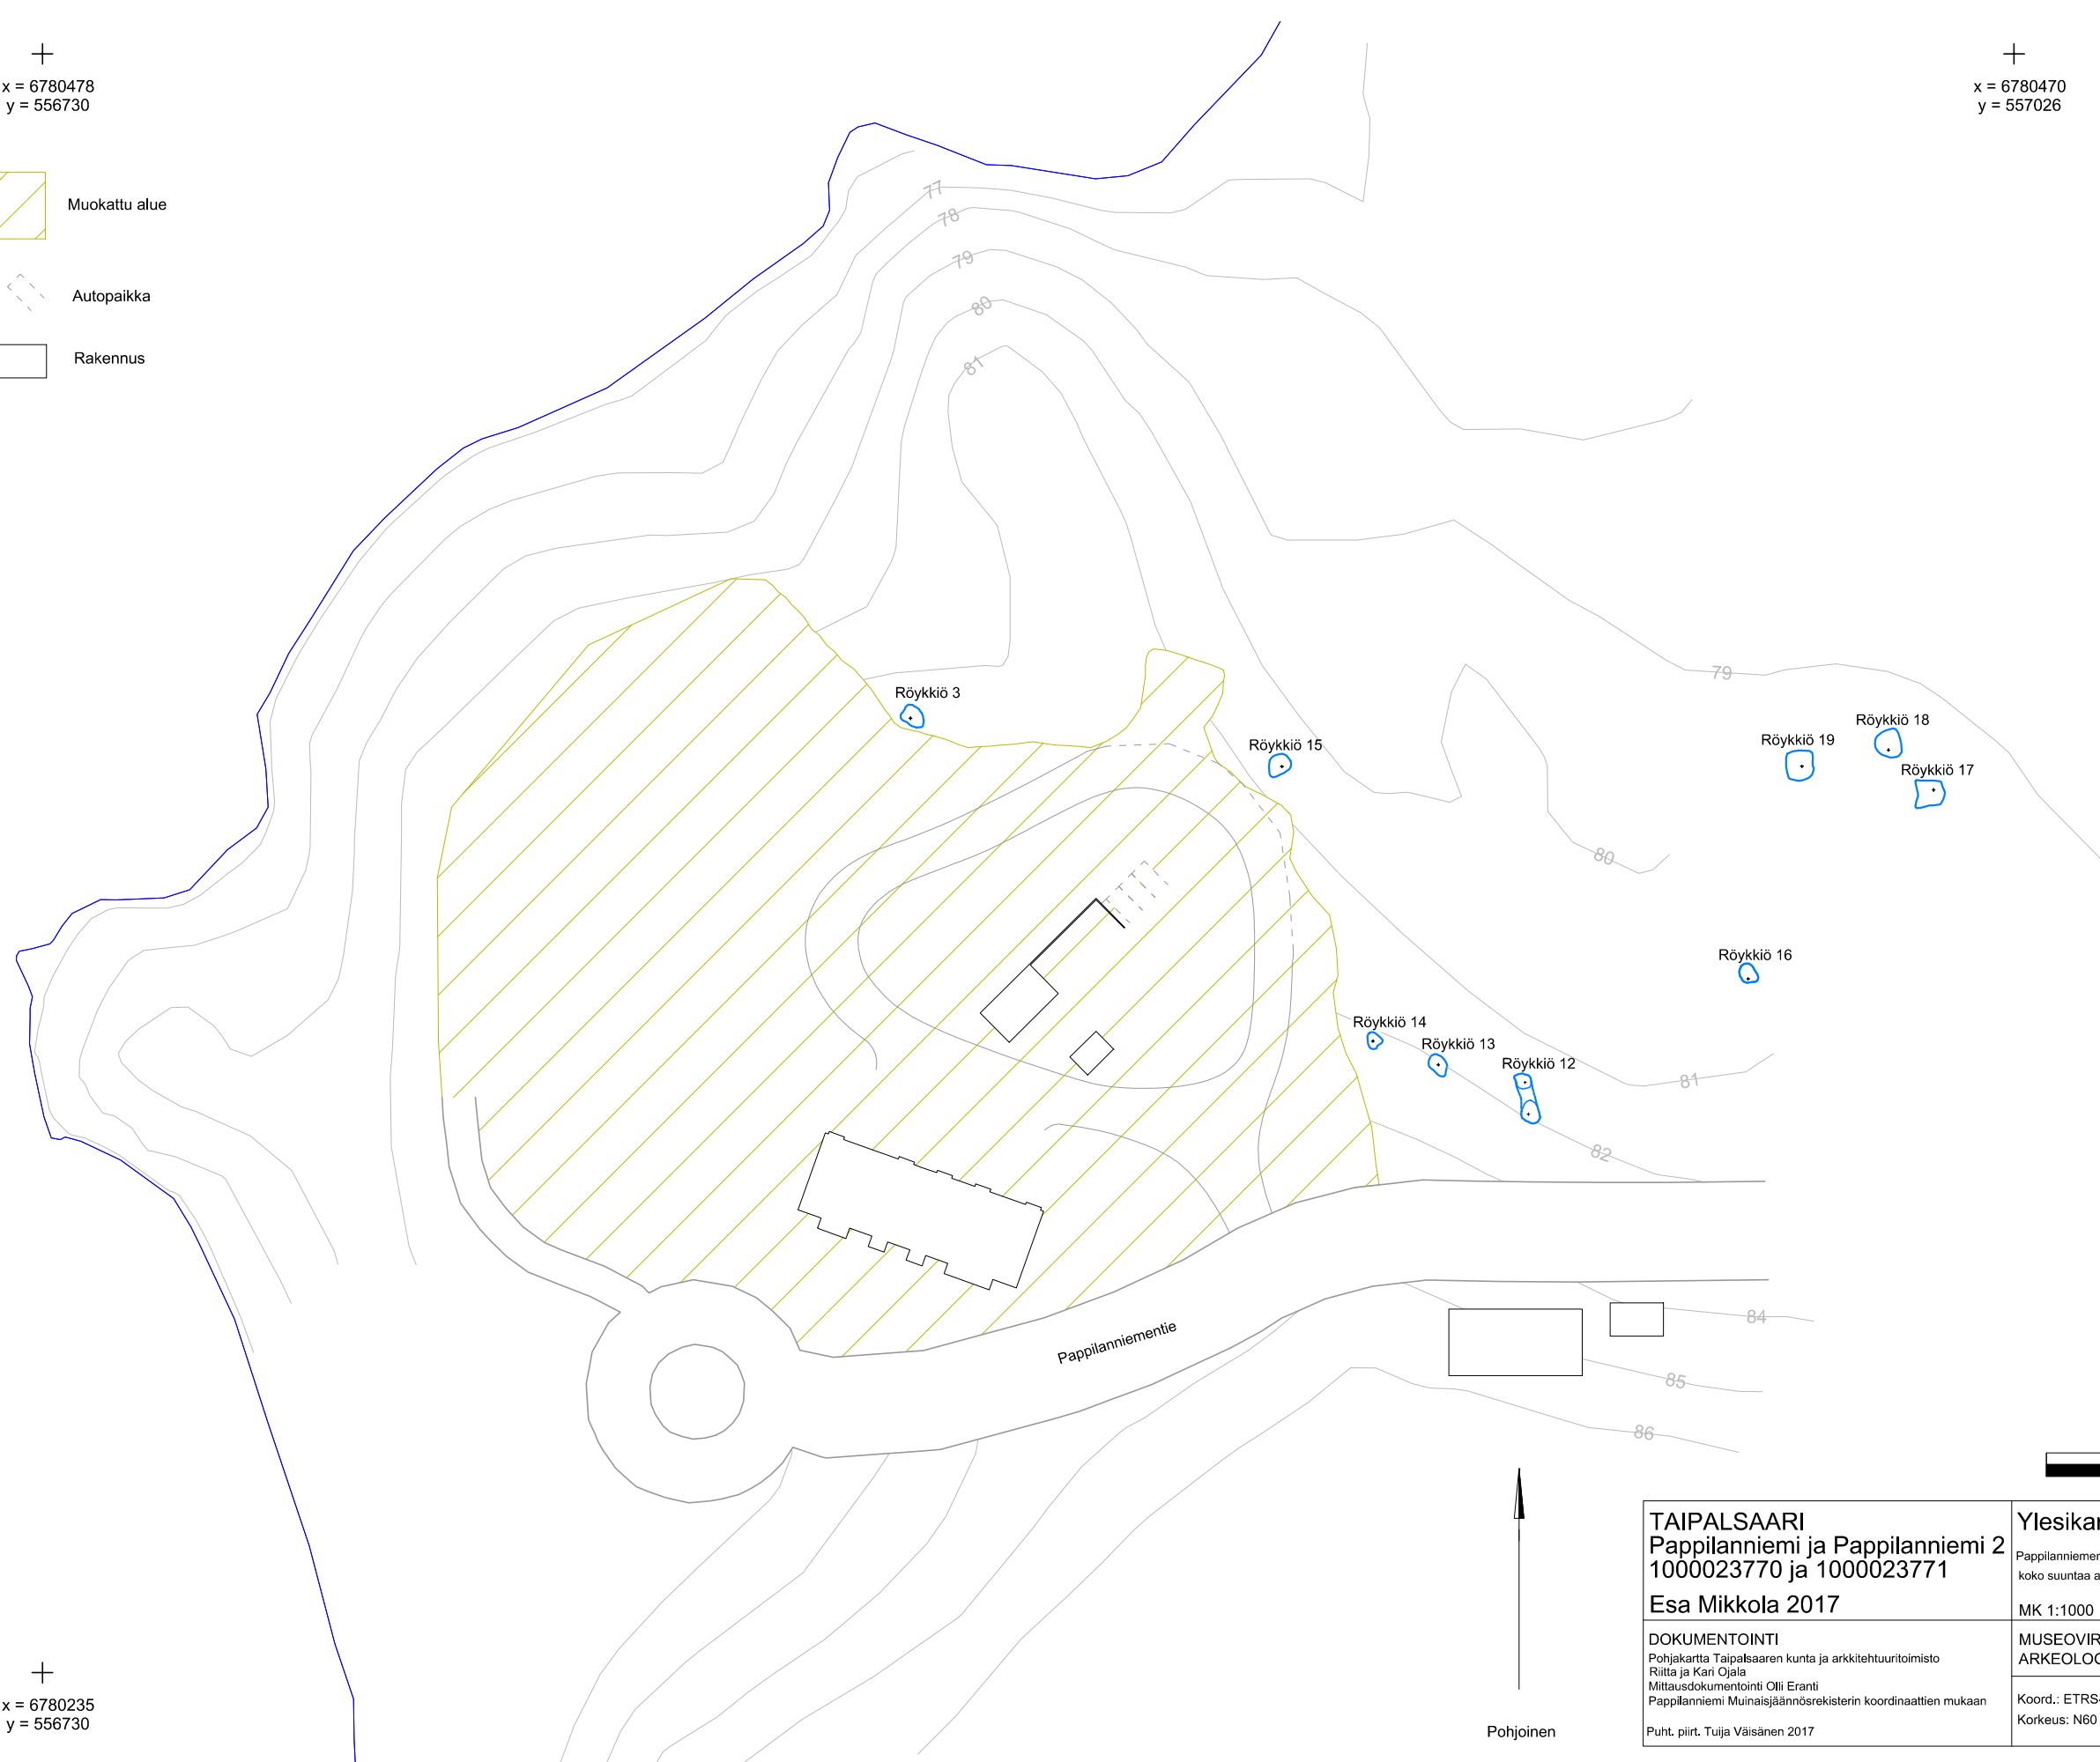 x = 6780478
y = 556730
x = 6780470
y = 557026
Muokattu alue
Autopaikka
Rakennus
77
78
79
80
81
Röykkiö 3
Röykkiö 15
79
Röykkiö 19
Röykkiö 18
Röykkiö 17
80
Röykkiö 16
Röykkiö 14
Röykkiö 13
Röykkiö 12
81
82
Pappilanniementie
84
85
86
x = 6780235
y = 556730
Pohjoinen
TAIPALSAARI
Pappilanniemi ja Pappilanniemi 2
1000023770 ja 1000023771
Esa Mikkola 2017
DOKUMENTOINTI
Pohjakartta Taipalsaaren kunta ja arkkitehtuuritoimisto
Riitta ja Kari Ojala
Mittausdokumentointi Olli Eranti
Pappilanniemi Muinaisjäännösrekisterin koordinaattien mukaan
Puht. piirt. Tuija Väisänen 2017
koko suuntaa
MK 1:1000
Koord.:
Korkeus: N60